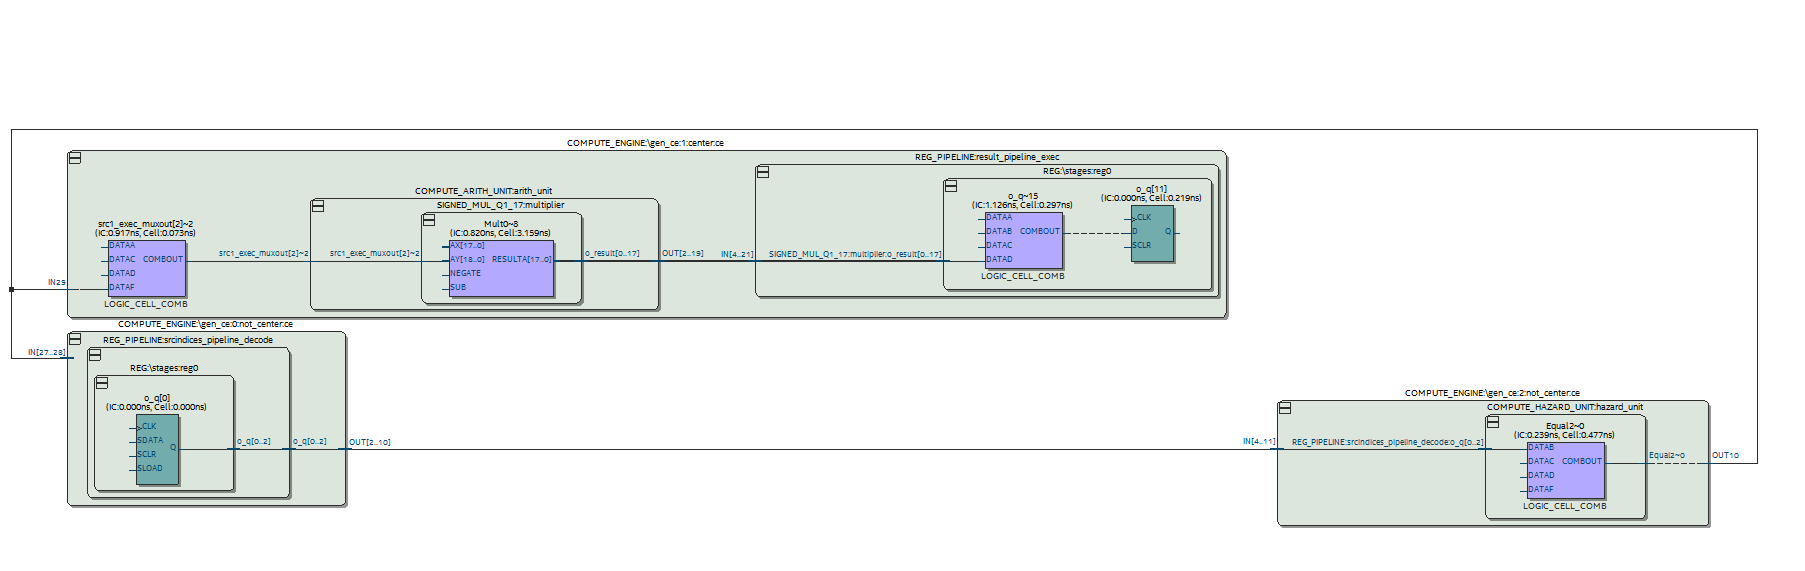 COMPUTE_ENGINE:\gen_ce:1:center:ce
REG_PIPELINE:result_pipeline_exec
REG:\stages:reg0
COMPUTE_ARITH_UNIT:arith_unit
SIGNED_MUL_Q1_17:multiplier
src1_exec_muxout[2]~2
(IC:0.917ns, Cell:0.073ns)
DATAA
DATAC
DATAD
DATAF
COMBOUT
LOGIC_CELL_COMB
IN29
src1_exec_muxout[2]~2
src1_exec_muxout[2]~2
Mult0~8
(IC:0.820ns, Cell:3.159ns)
AX[17..0]
AY[18..0]
NEGATE
SUB
RESULTA[17..0]
o_result[0..17]
OUT[2..19]
IN[4..21]
SIGNED_MUL_Q1_17:multiplier:o_result[0..17]
o_q~15
(IC:1.126ns, Cell:0.297ns)
DATAA
DATAB
DATAC
DATAD
COMBOUT
LOGIC_CELL_COMB
o_q[11]
(IC:0.000ns, Cell:0.219ns)
CLK
D
SCLR
Q
COMPUTE_ENGINE:\gen_ce:0:not_center:ce
IN[27..28]
REG_PIPELINE:srcindices_pipeline_decode
REG:\stages:reg0
o_q[0]
(IC:0.000ns, Cell:0.000ns)
CLK
SDATA
SCLR
SLOAD
Q
o_q[0..2]
o_q[0..2]
OUT[2..10]
COMPUTE_ENGINE:\gen_ce:2:not_center:ce
COMPUTE_HAZARD_UNIT:hazard_unit
IN[4..11]
REG_PIPELINE:srcindices_pipeline_decode:o_q[0..2]
Equal2~0
(IC:0.239ns, Cell:0.477ns)
DATAB
DATAC
DATAD
DATAF
COMBOUT
LOGIC_CELL_COMB
Equal2~0
OUT10